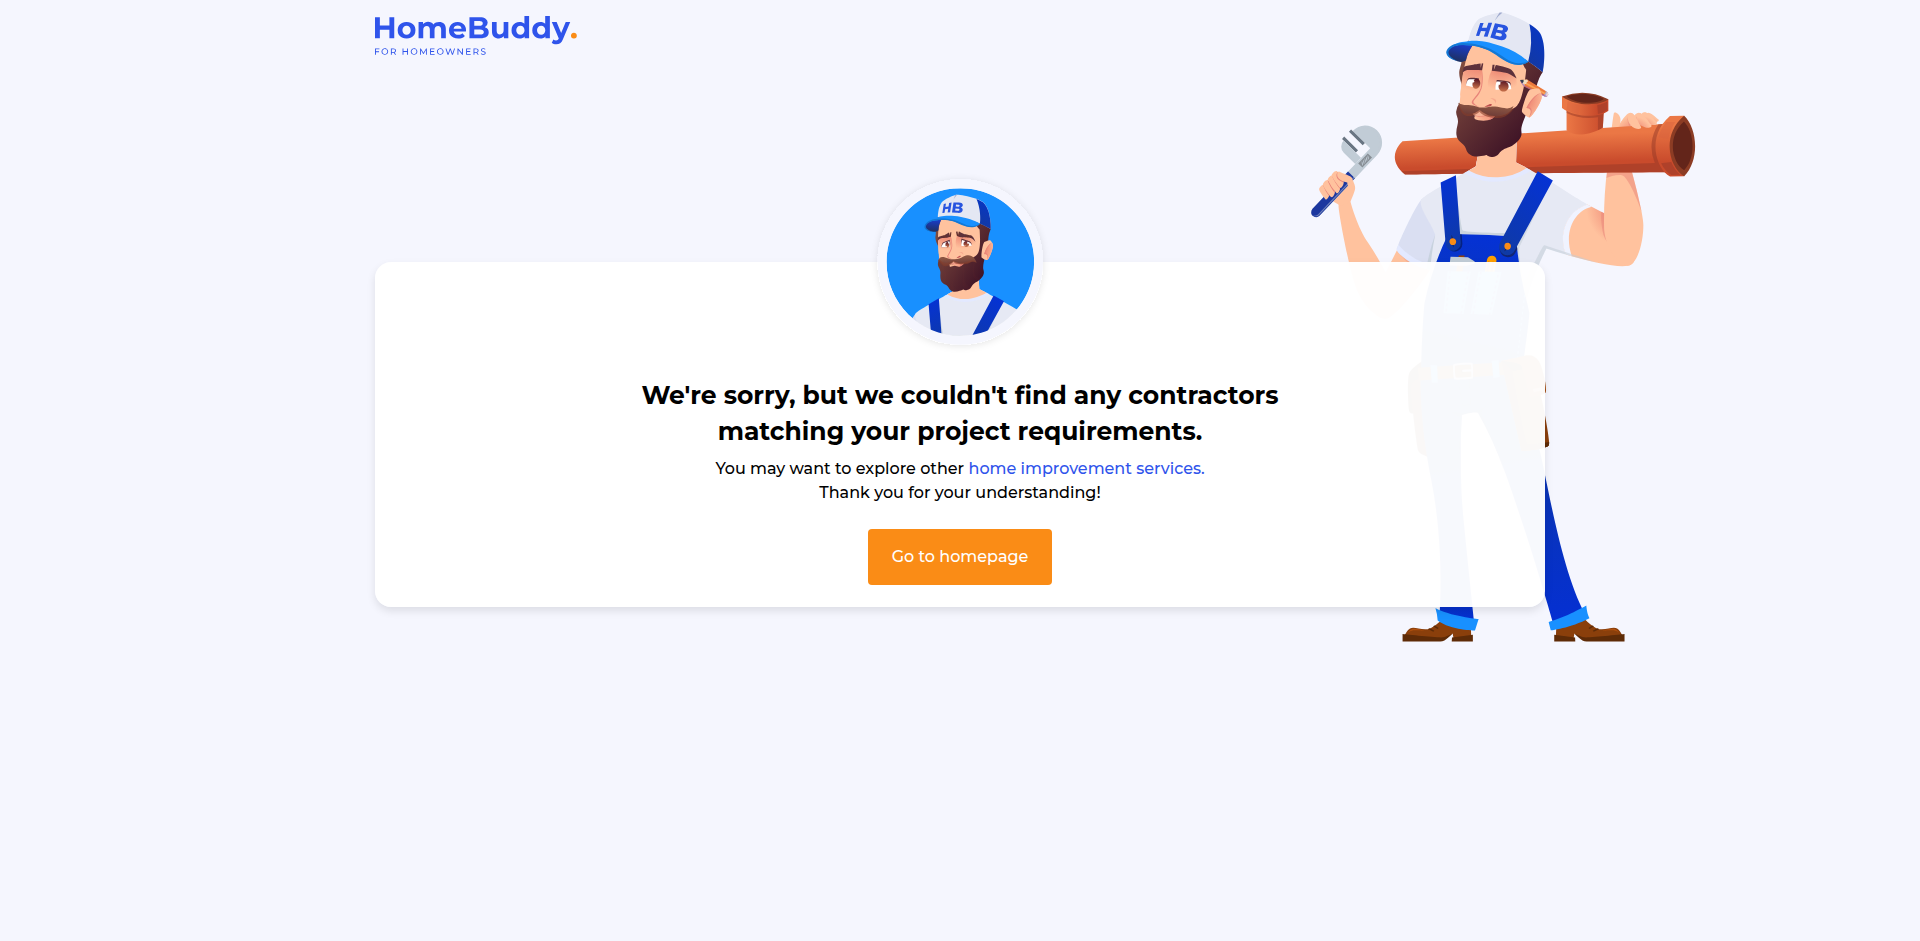 HomeBuddy.
FOR HOMEOWNERS
HB
HB
We're sorry, but we couldn't find any contractors
matching your project requirements.
You may want to explore other home improvement services.
Thank you for your understanding!
Go to homepage